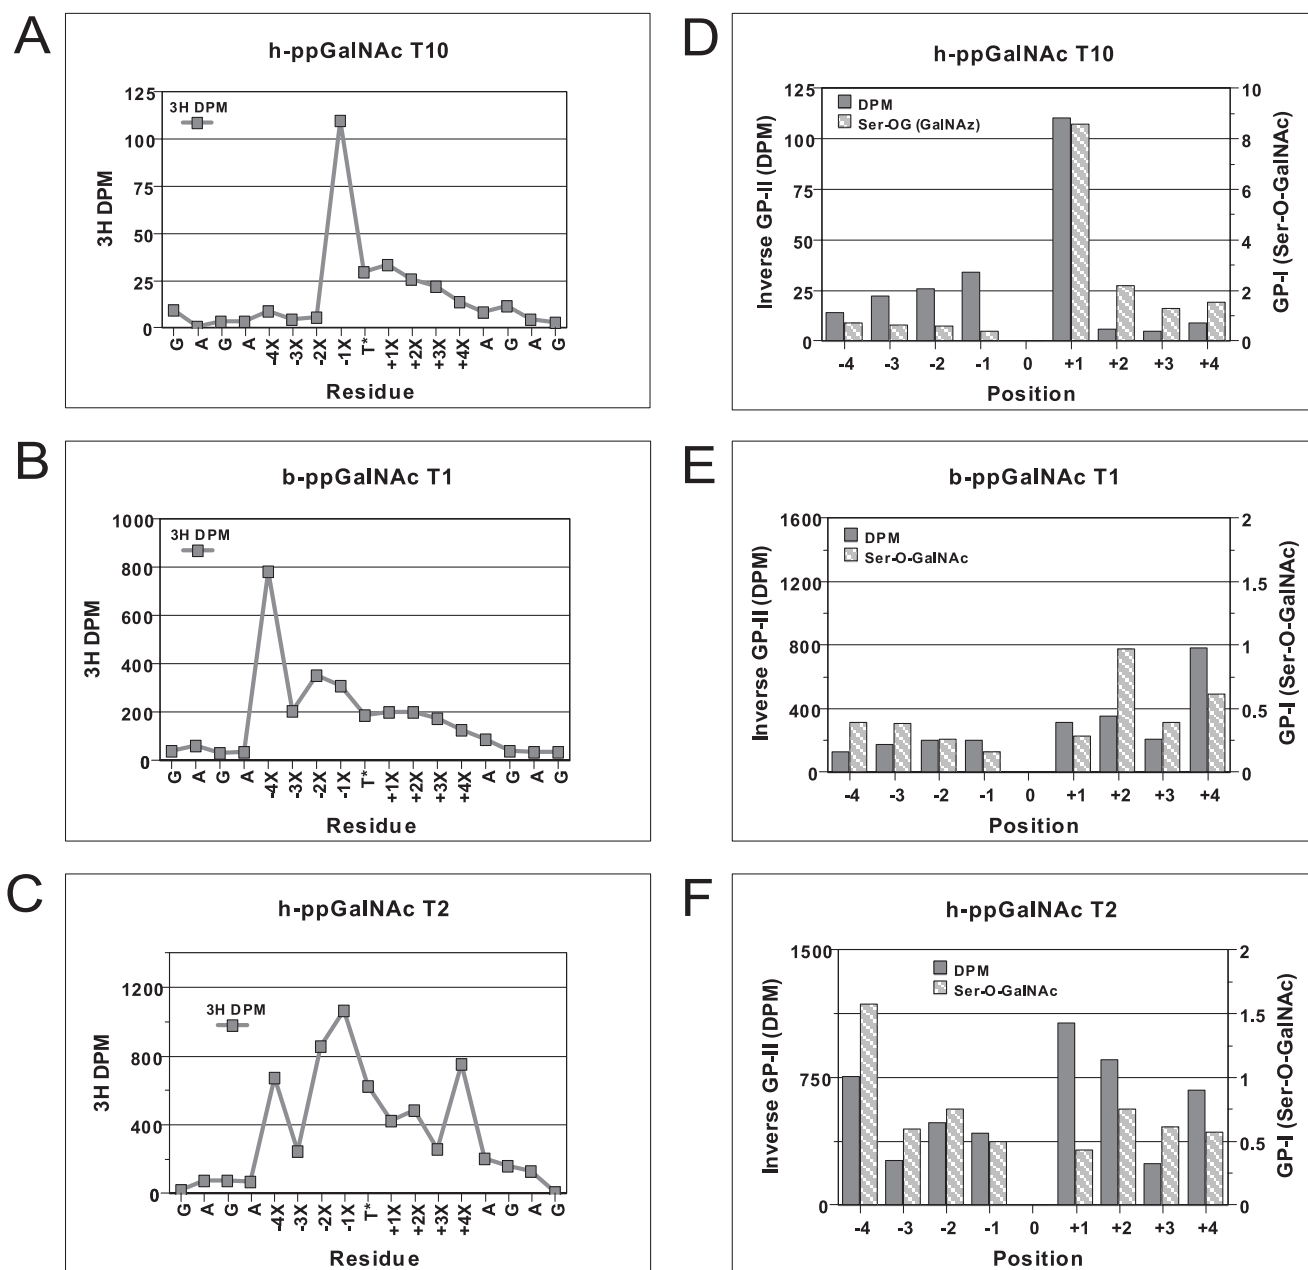 A
h-ppGalNAc T10
3H DPM
125
100
75
50
25
0
3H DPM
G A G A -4X -3X -2X -1X T* +1X +2X +3X +4X A G A G
Residue
D
h-ppGalNAc T10
DPM
Ser-OG (GalNAz)
125
100
75
50
25
0
Inverse GP-II (DPM)
10
8
6
4
2
0
GP-I (Ser-O-GalNAc)
-4 -3 -2 -1 0 +1 +2 +3 +4
Position
B
b-ppGalNAc T1
3H DPM
1000
800
600
400
200
0
3H DPM
G A G A -4X -3X -2X -1X T* +1X +2X +3X +4X A G A G
Residue
E
b-ppGalNAc T1
DPM
Ser-O-GalNAc
1600
1200
800
400
0
Inverse GP-II (DPM)
2
1.5
1
0.5
0
GP-I (Ser-O-GalNAc)
-4 -3 -2 -1 0 +1 +2 +3 +4
Position
C
h-ppGalNAc T2
3H DPM
1200
800
400
0
3H DPM
G A G A -4X -3X -2X -1X T* +1X +2X +3X +4X A G A G
Residue
F
h-ppGalNAc T2
DPM
Ser-O-GalNAc
1500
750
0
Inverse GP-II (DPM)
2
1.5
1
0.5
0
GP-I (Ser-O-GalNAc)
-4 -3 -2 -1 0 +1 +2 +3 +4
Position